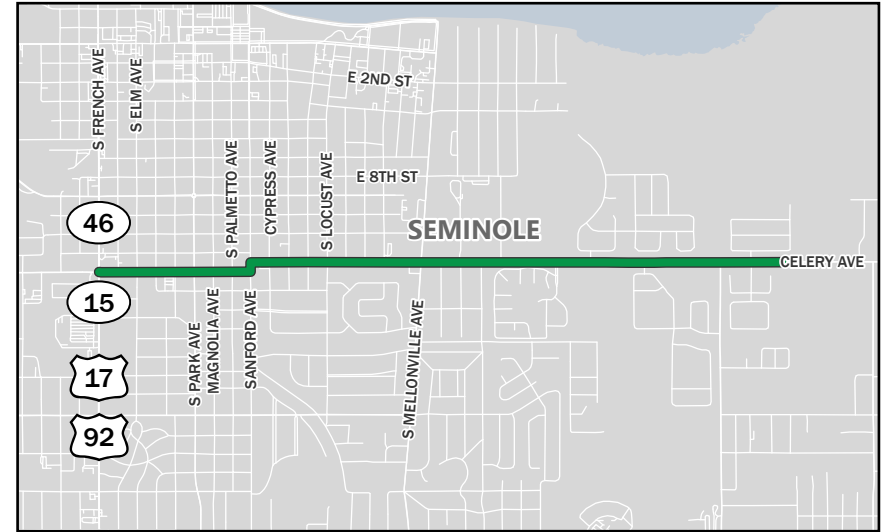 S FRENCH AVE
S ELM AVE
E 2ND ST
S PALMETTO AVE
CYPRESS AVE
S LOCUST AVE
E 8TH ST
46
SEMINOLE
CELERY AVE
15
S PARK AVE
MAGNOLIA AVE
SANFORD AVE
S MELLONVILLE AVE
17
92